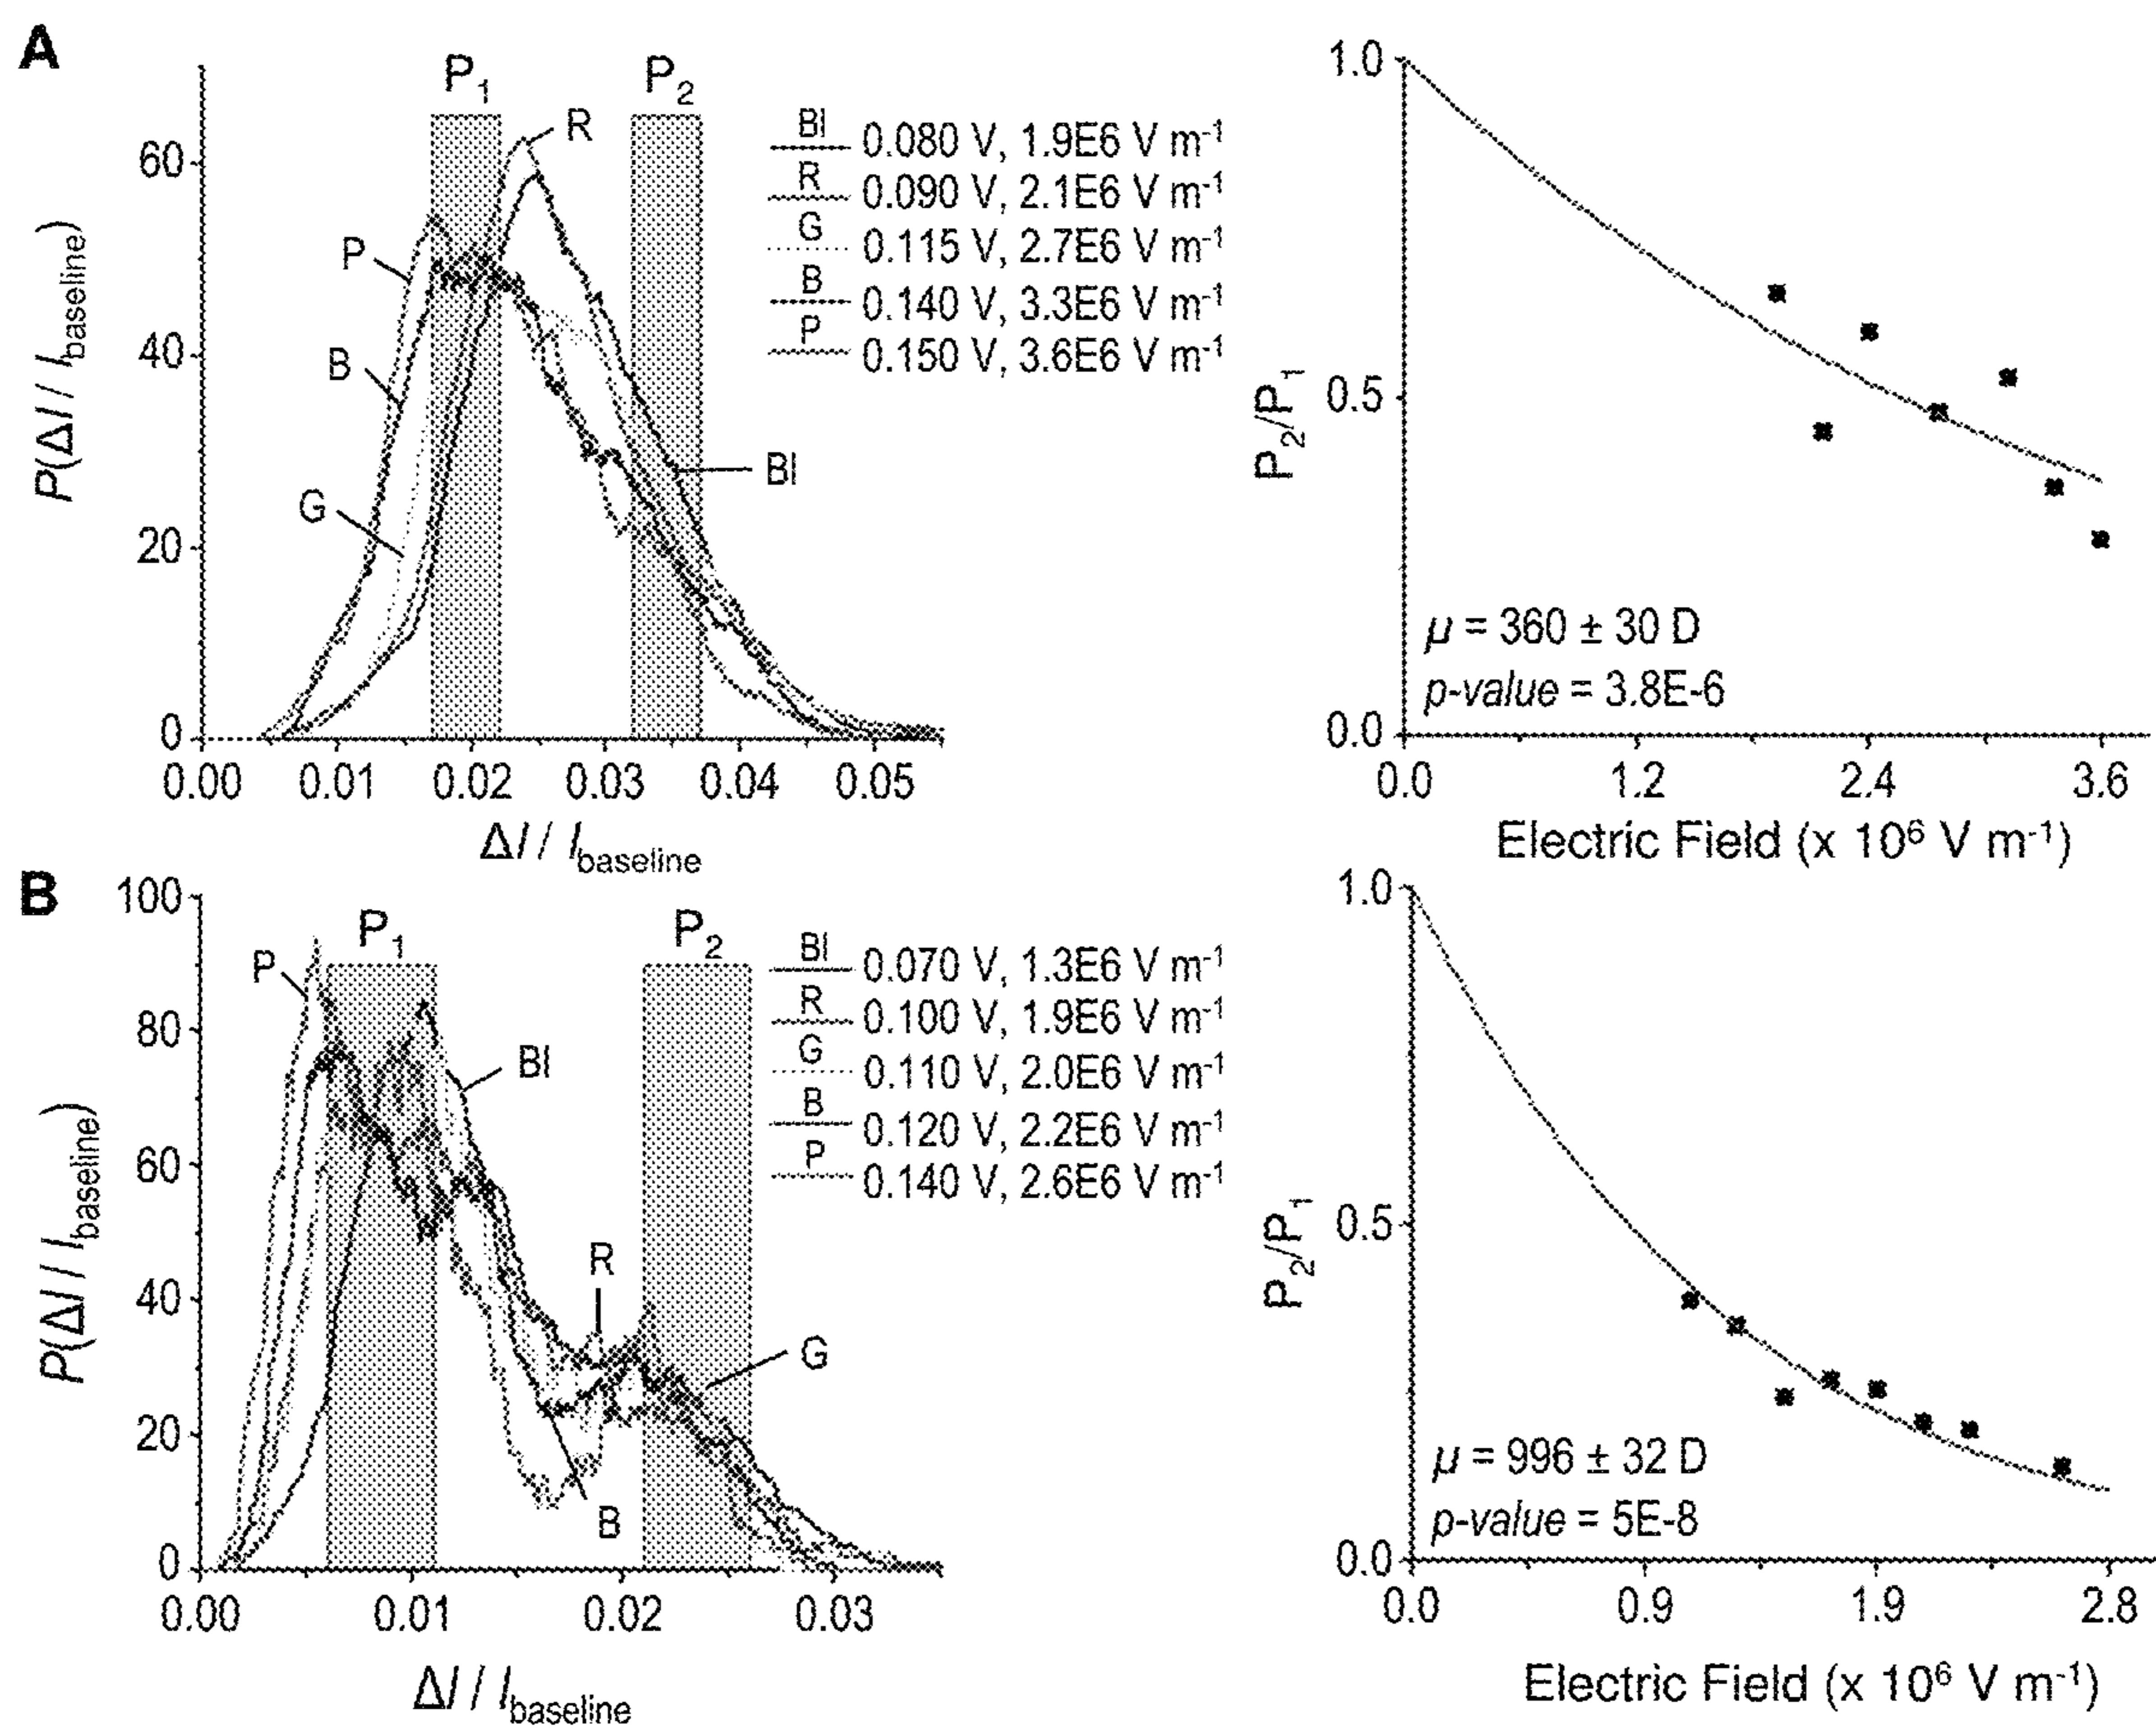 A
P1 P2
P(ΔI / Ibaseline)
60
40
20
0
0.00 0.01 0.02 0.03 0.04 0.05
ΔI / Ibaseline
R
P
B
G
Bl
Bl 0.080 V, 1.9E6 V m-1
R 0.090 V, 2.1E6 V m-1
G 0.115 V, 2.7E6 V m-1
B 0.140 V, 3.3E6 V m-1
P 0.150 V, 3.6E6 V m-1
P2/P1
1.0
0.5
0.0
μ = 360 ± 30 D
p-value = 3.8E-6
0.0 1.2 2.4 3.6
Electric Field (x 10⁶ V m-1)
B
P1 P2
P(ΔI / Ibaseline)
100
80
60
40
20
0
0.00 0.01 0.02 0.03
ΔI / Ibaseline
P
Bl
R
G
B
Bl 0.070 V, 1.3E6 V m-1
R 0.100 V, 1.9E6 V m-1
G 0.110 V, 2.0E6 V m-1
B 0.120 V, 2.2E6 V m-1
P 0.140 V, 2.6E6 V m-1
P2/P1
1.0
0.5
0.0
μ = 996 ± 32 D
p-value = 5E-8
0.0 0.9 1.9 2.8
Electric Field (x 10⁶ V m-1)